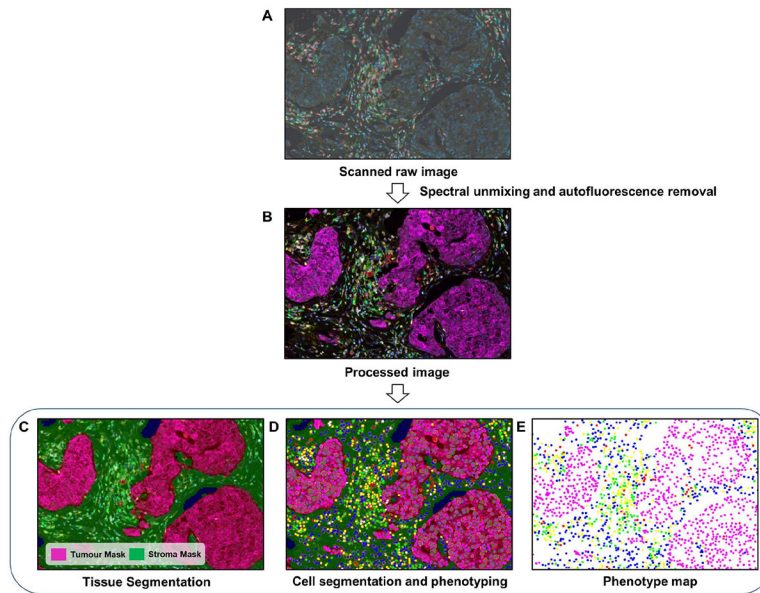 A
Scanned raw image
Spectral unmixing and autofluorescence removal
B
Processed image
C
D
E
Tumour Mask
Stroma Mask
Tissue Segmentation
Cell segmentation and phenotyping
Phenotype map